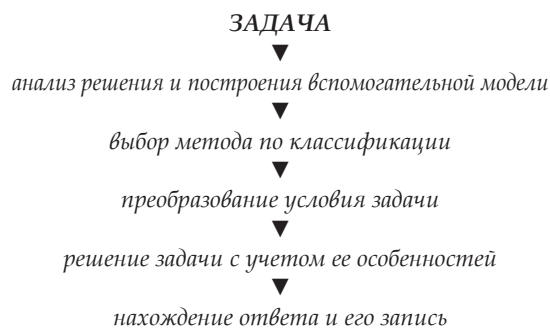 ЗАДАЧА
▼
анализ решения и построения вспомогательной модели
▼
выбор метода по классификации
▼
преобразование условия задачи
▼
решение задачи с учетом ее особенностей
▼
нахождение ответа и его запись